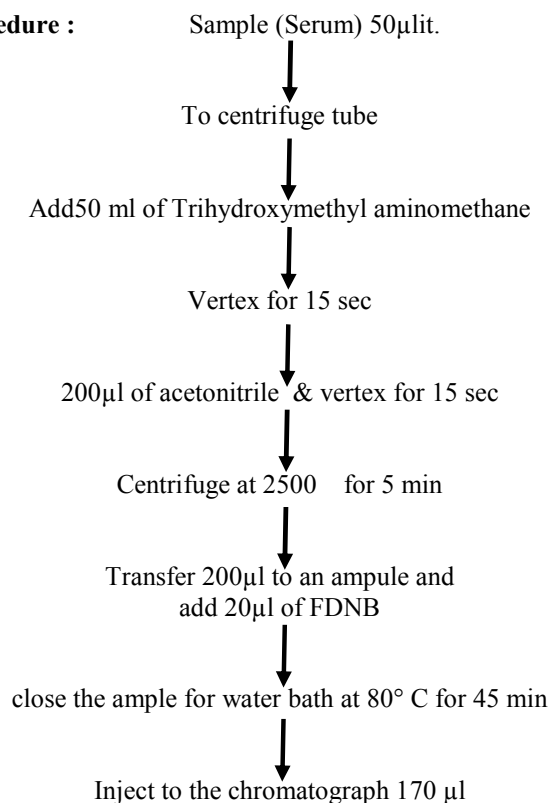 edure : Sample (Serum) 50µlit.
To centrifuge tube
Add50 ml of Trihydroxymethyl aminomethane
Vertex for 15 sec
200µl of acetonitrile & vertex for 15 sec
Centrifuge at 2500 for 5 min
Transfer 200µl to an ampule and
add 20µl of FDNB
close the ample for water bath at 80° C for 45 min
Inject to the chromatograph 170 µl